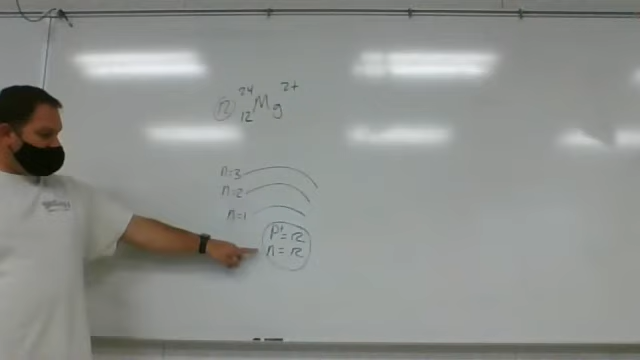 12 24 12 Mg 2+
n=3
n=2
n=1
P⁺= 12
n = 12